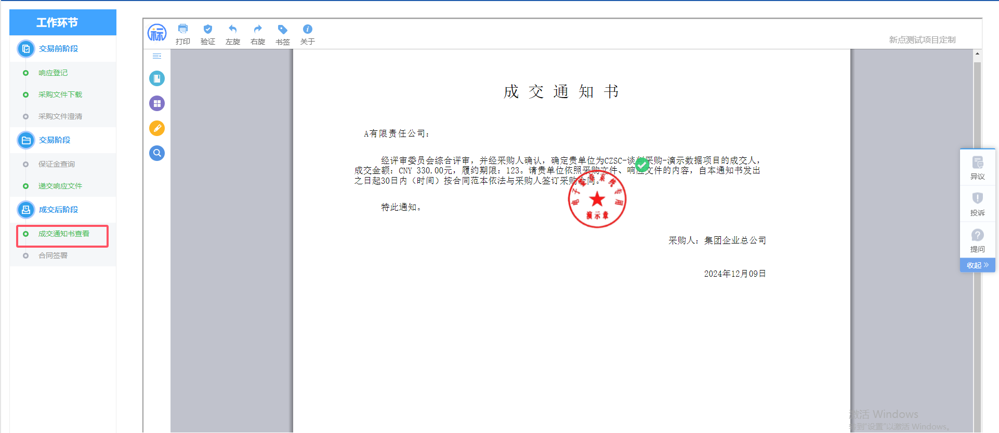 工作环节
交易前阶段
响应登记
采购文件下载
采购文件澄清
交易阶段
保证金查询
递交响应文件
成交后阶段
成交通知书查看
合同签署
标
打印
验证
左旋
右旋
书签
关于
新点测试项目定制
成交通知书
A有限责任公司：
经评审委员会综合评审，并经采购人确认，确定贵单位为CZSC-谈判采购-演示数据项目的成交人，
成交金额：CNY 330.00元，履约期限：123。请贵单位依照采购文件、响应文件的内容，自本通知书发出
之日起30日内（时间）按合同范本依法与采购人签订采购合同。
特此通知。
电子签章系统专用
演示章
采购人：集团企业总公司
2024年12月09日
异议
投诉
提问
收起 »
激活 Windows
转到"设置"以激活 Windows。